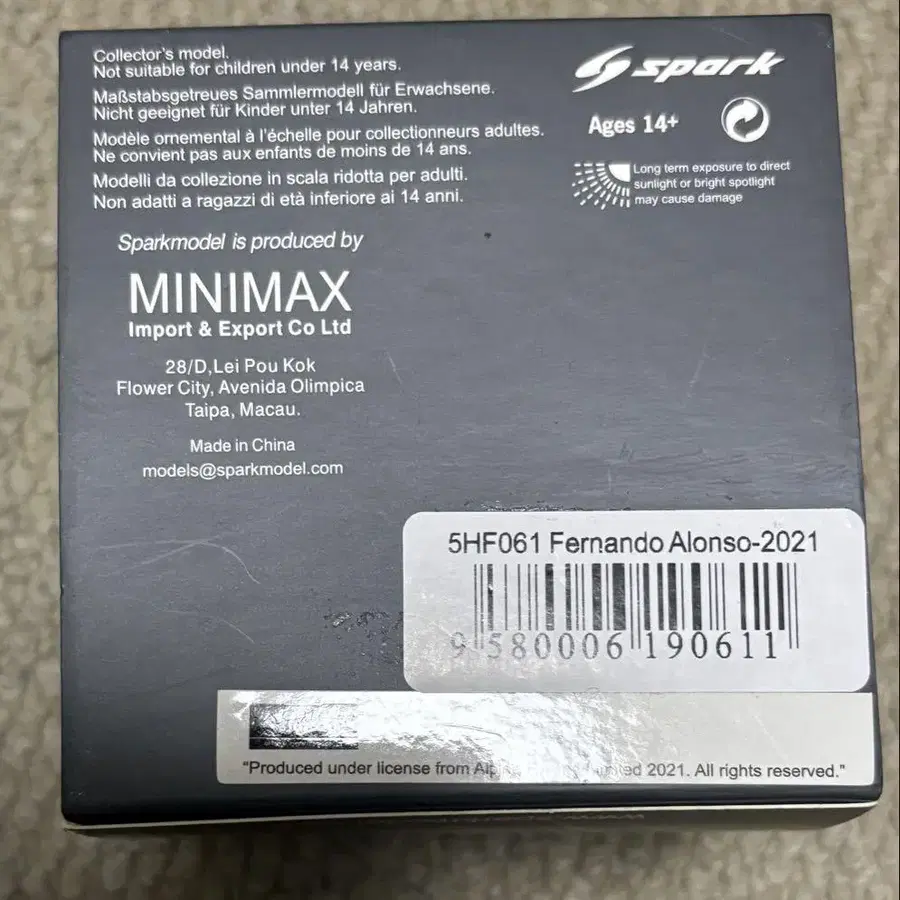 Collector's model.
Not suitable for children under 14 years.
Maßstabsgetreues Sammlermodell für Erwachsene.
Nicht geeignet für Kinder unter 14 Jahren.
Modèle ornemental à l'échelle pour collectionneurs adultes.
Ne convient pas aux enfants de moins de 14 ans.
Modelli da collezione in scala ridotta per adulti.
Non adatti a ragazzi di età inferiore ai 14 anni.
spark
Ages 14+
Long term exposure to direct
sunlight or bright spotlight
may cause damage
Sparkmodel is produced by
MINIMAX
Import & Export Co Ltd
28/D,Lei Pou Kok
Flower City, Avenida Olimpica
Taipa, Macau.
Made in China
models@sparkmodel.com
5HF061 Fernando Alonso-2021
9 580006 190611
"Produced under license from 2021. All rights reserved."